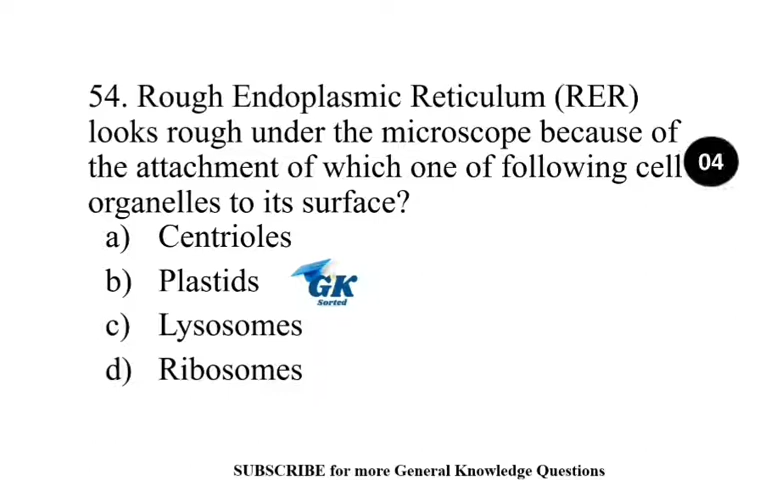 54. Rough Endoplasmic Reticulum (RER)
looks rough under the microscope because of
the attachment of which one of following cell
04
organelles to its surface?
a) Centrioles
b) Plastids
GK
Sorted
c) Lysosomes
d) Ribosomes
SUBSCRIBE for more General Knowledge Questions